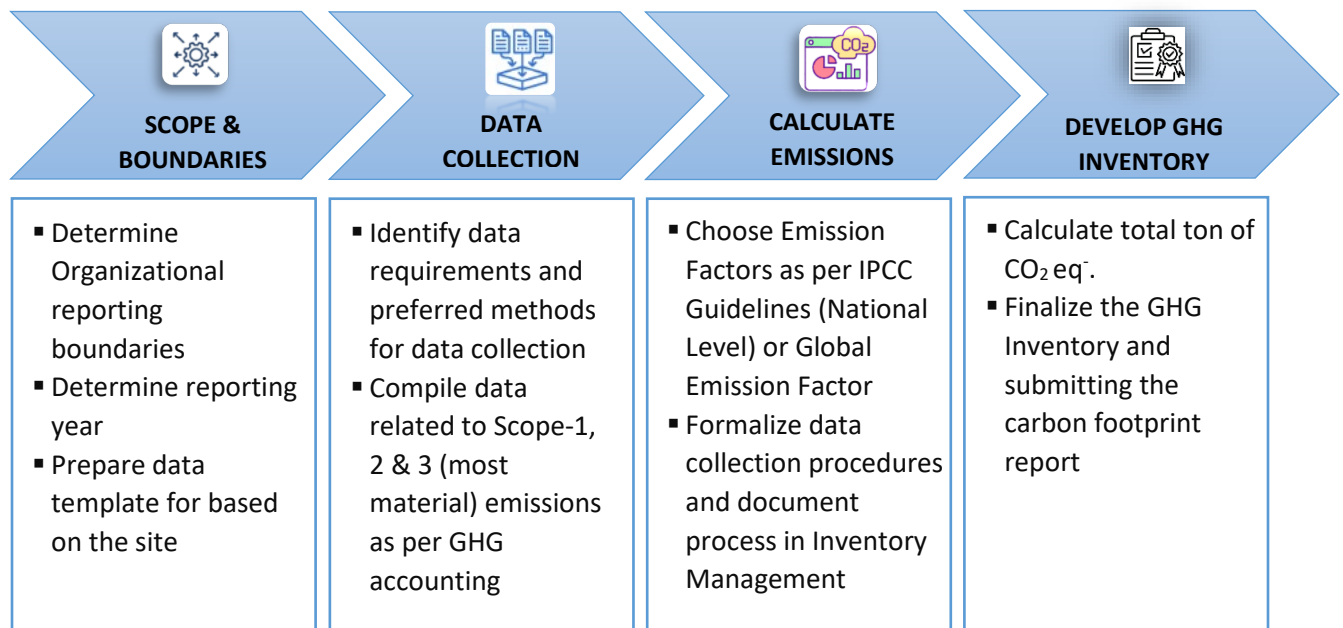 CO₂
SCOPE &
BOUNDARIES
DATA
COLLECTION
CALCULATE
EMISSIONS
DEVELOP GHG
INVENTORY
▪ Determine
Organizational
reporting
boundaries
▪ Determine reporting
year
▪ Prepare data
template for based
on the site
▪ Identify data
requirements and
preferred methods
for data collection
▪ Compile data
related to Scope-1,
2 & 3 (most
material) emissions
as per GHG
accounting
▪ Choose Emission
Factors as per IPCC
Guidelines (National
Level) or Global
Emission Factor
▪ Formalize data
collection procedures
and document
process in Inventory
Management
▪ Calculate total ton of
CO₂ eq⁻.
▪ Finalize the GHG
Inventory and
submitting the
carbon footprint
report